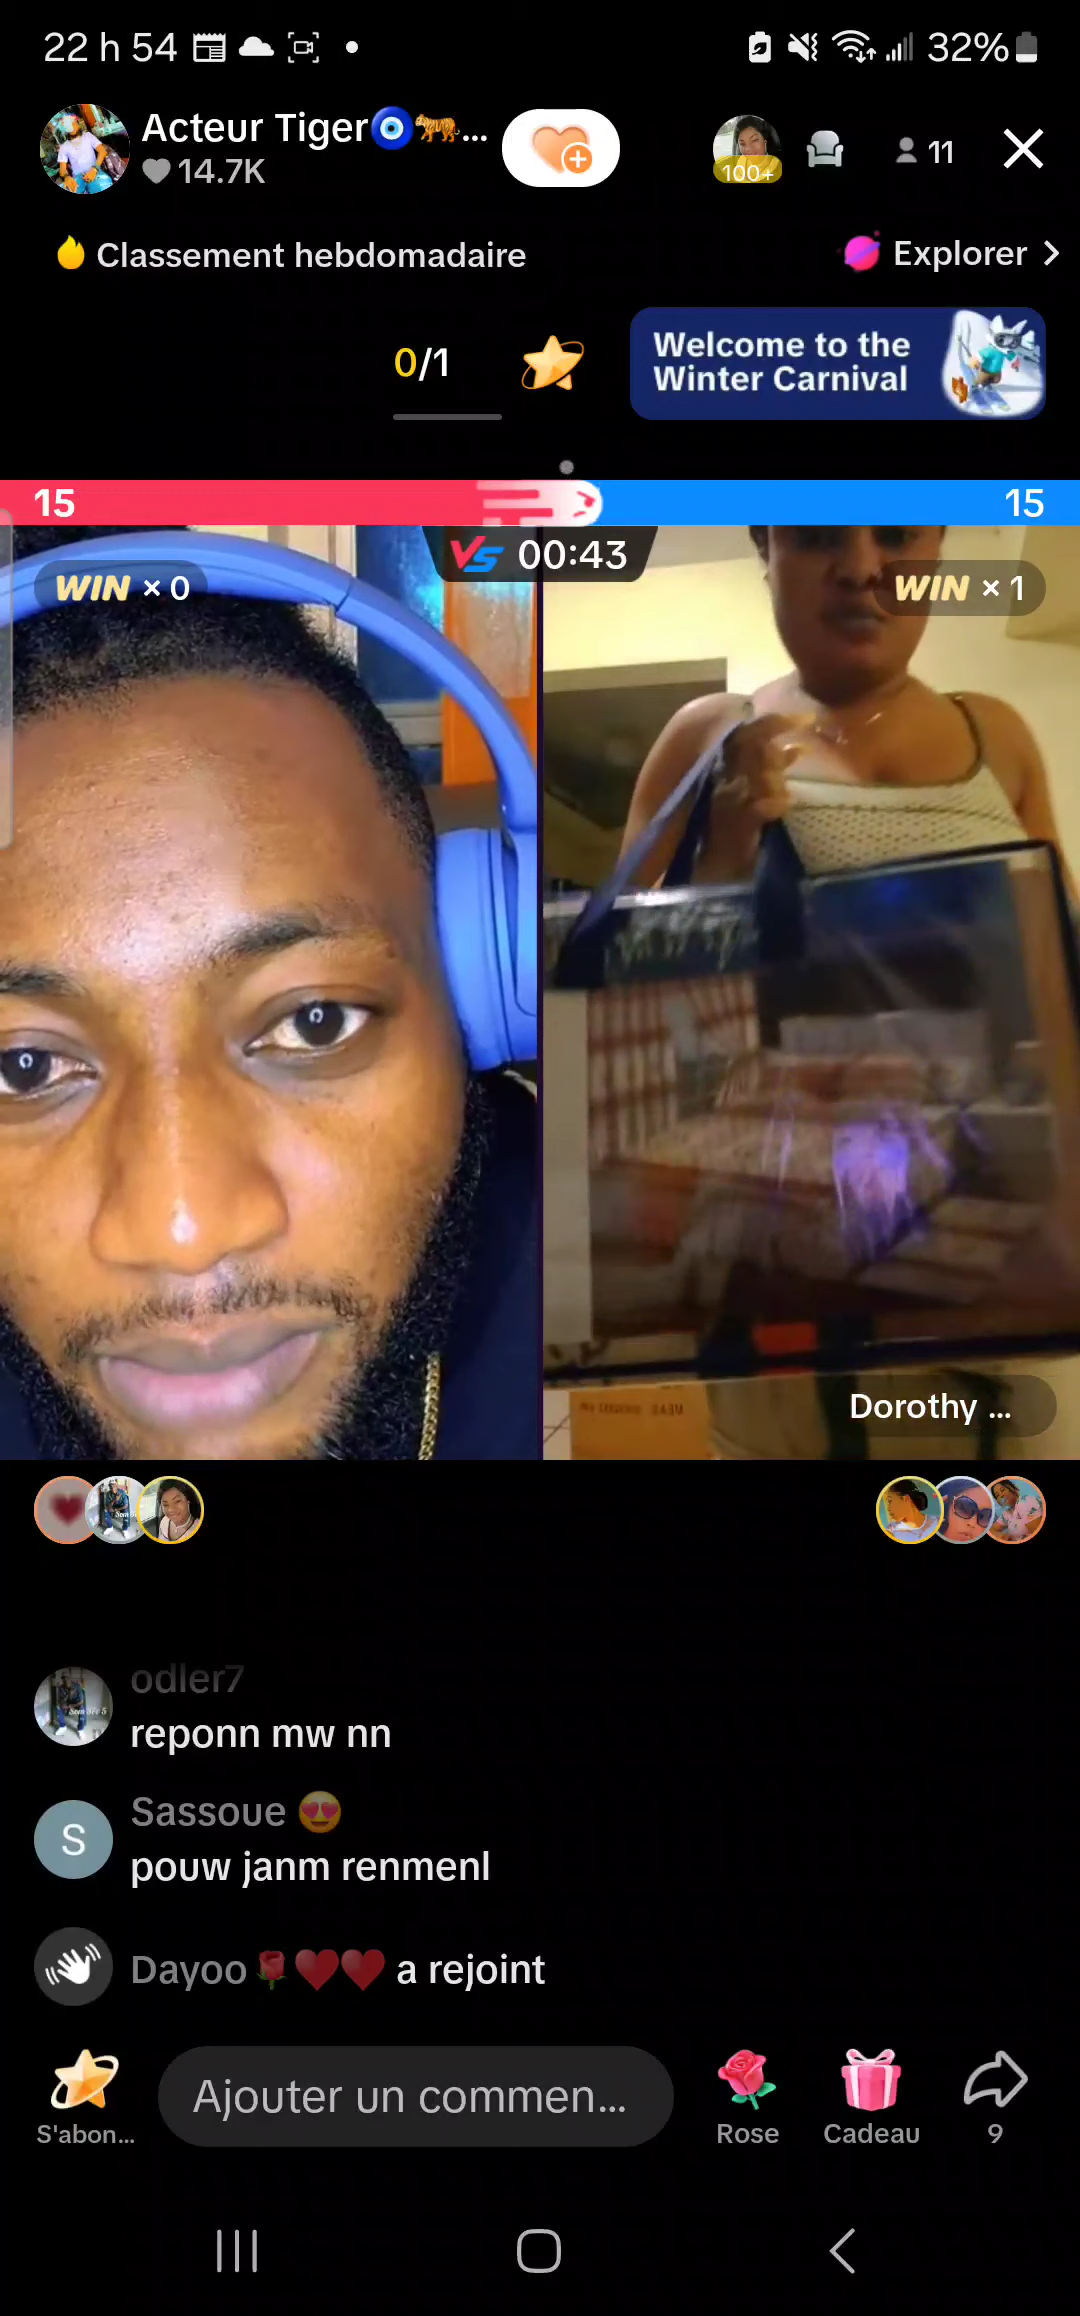 22 h 54
32%
Acteur Tiger🧿🐅...
14.7K
100+
11
Classement hebdomadaire
Explorer >
0/1
Welcome to the
Winter Carnival
15
15
VS 00:43
WIN × 0
WIN × 1
Dorothy ...
odler7
reponn mw nn
Sassoue 😍
S
pouw janm renmenl
Dayoo🌹♥️♥️ a rejoint
S'abon...
Ajouter un commen...
Rose
Cadeau
9